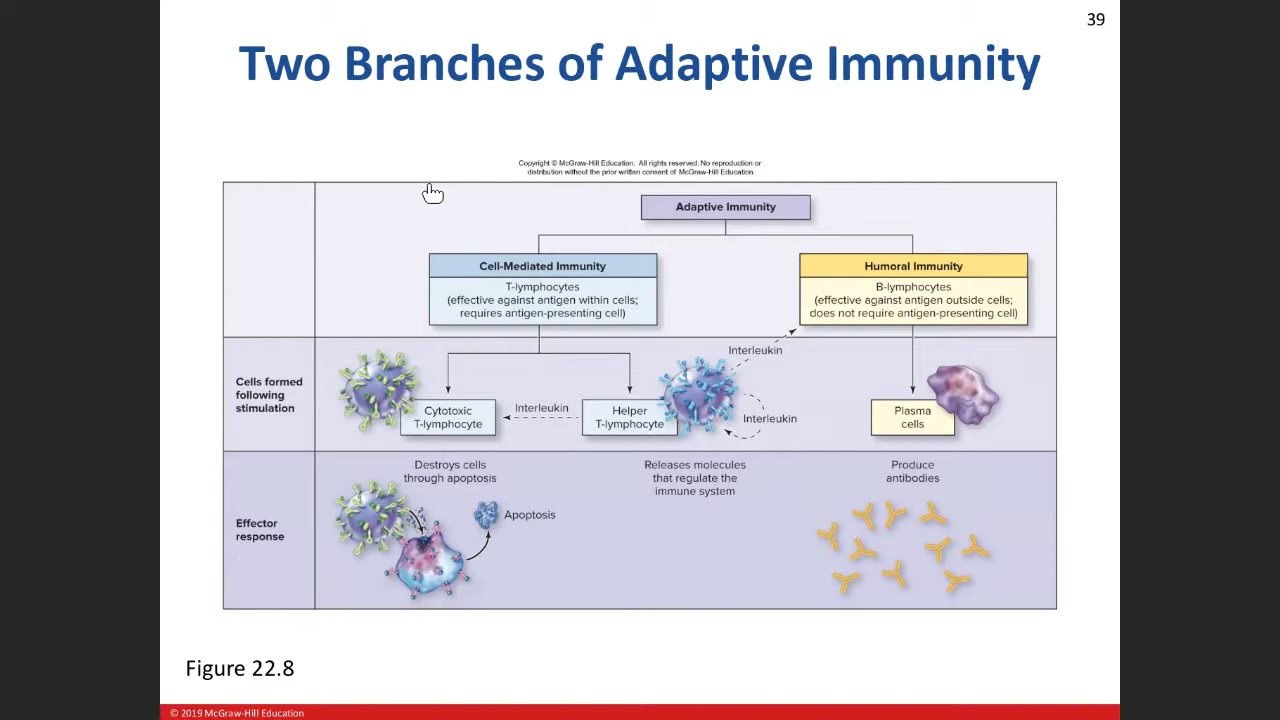 39
Two Branches of Adaptive Immunity
Copyright © McGraw-Hill Education. All rights reserved. No reproduction or
distribution without the prior written consent of McGraw-Hill Education.
Adaptive Immunity
Cell-Mediated Immunity
T-lymphocytes
(effective against antigen within cells;
requires antigen-presenting cell)
Humoral Immunity
B-lymphocytes
(effective against antigen outside cells;
does not require antigen-presenting cell)
Cells formed
following
stimulation
Cytotoxic
T-lymphocyte
Interleukin
Helper
T-lymphocyte
Interleukin
Interleukin
Plasma
cells
Effector
response
Destroys cells
through apoptosis
Apoptosis
Releases molecules
that regulate the
immune system
Produce
antibodies
Figure 22.8
© 2019 McGraw-Hill Education